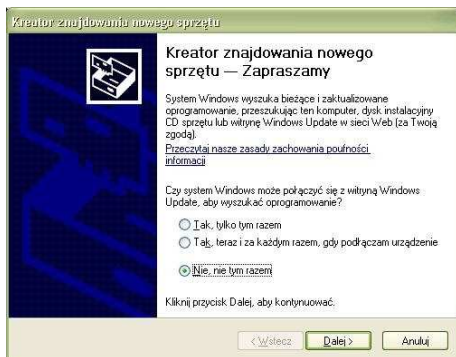 Kreator znajdowania nowego sprzętu
Kreator znajdowania nowego
sprzętu — Zapraszamy
System Windows wyszuka bieżące i zaktualizowane
oprogramowanie, przeszukując ten komputer, dysk instalacyjny
CD sprzętu lub witrynę Windows Update w sieci Web (za Twoją
zgodą).
Przeczytaj nasze zasady zachowania poufności
informacji
Czy system Windows może połączyć się z witryną Windows
Update, aby wyszukać oprogramowanie?
Tak, tylko tym razem
Tak, teraz i za każdym razem, gdy podłączam urządzenie
Nie, nie tym razem
Kliknij przycisk Dalej, aby kontynuować.
< Wstecz
Dalej >
Anuluj